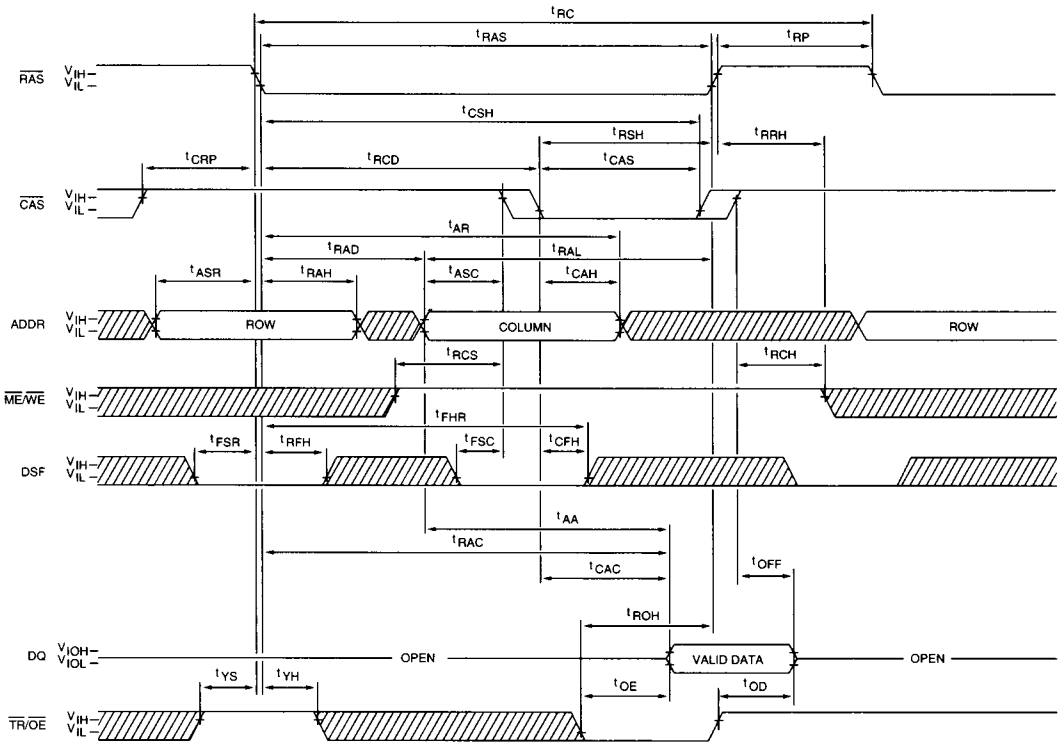 tRC
tRAS tRP
RAS VIH
VIL
tCSH
tRSH tRRH
tCRP tRCD tCAS
CAS VIH
VIL
tAR
tRAD tRAL
tASR tRAH tASC tCAH
ADDR VIH
VIL
ROW COLUMN ROW
tRCS tRCH
ME/WE VIH
VIL
tFHR
tFSR tRFH tFSC tCFH
DSF VIH
VIL
tAA
tRAC
tCAC tOFF
tROH
DQ VIOH
VIOL
OPEN VALID DATA OPEN
tYS tYH tOE tOD
TR/OE VIH
VIL